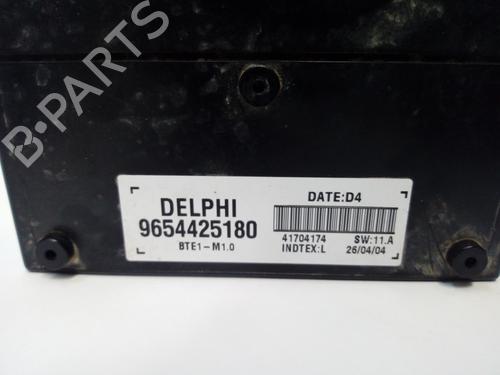 B-PARTS
DELPHI
9654425180
BTE1-M1.0
DATE:D4
41704174 SW:11.A
INDTEX:L 26/04/04